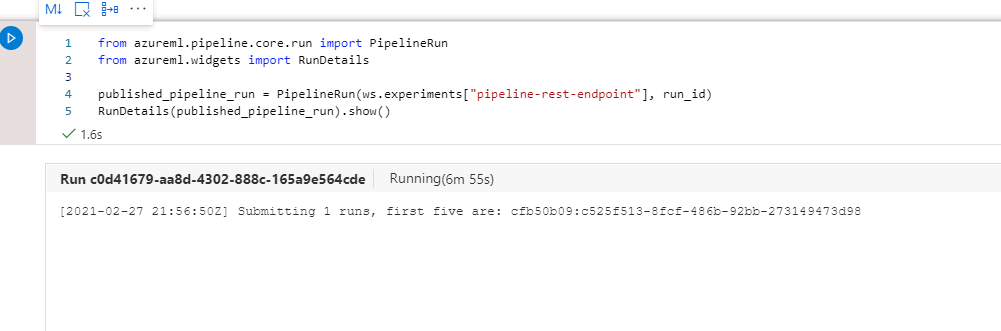 M↓
1 from azureml.pipeline.core.run import PipelineRun
2 from azureml.widgets import RunDetails
3
4 published_pipeline_run = PipelineRun(ws.experiments["pipeline-rest-endpoint"], run_id)
5 RunDetails(published_pipeline_run).show()
1.6s
Run c0d41679-aa8d-4302-888c-165a9e564cde Running(6m 55s)
[2021-02-27 21:56:50Z] Submitting 1 runs, first five are: cfb50b09:c525f513-8fcf-486b-92bb-273149473d98